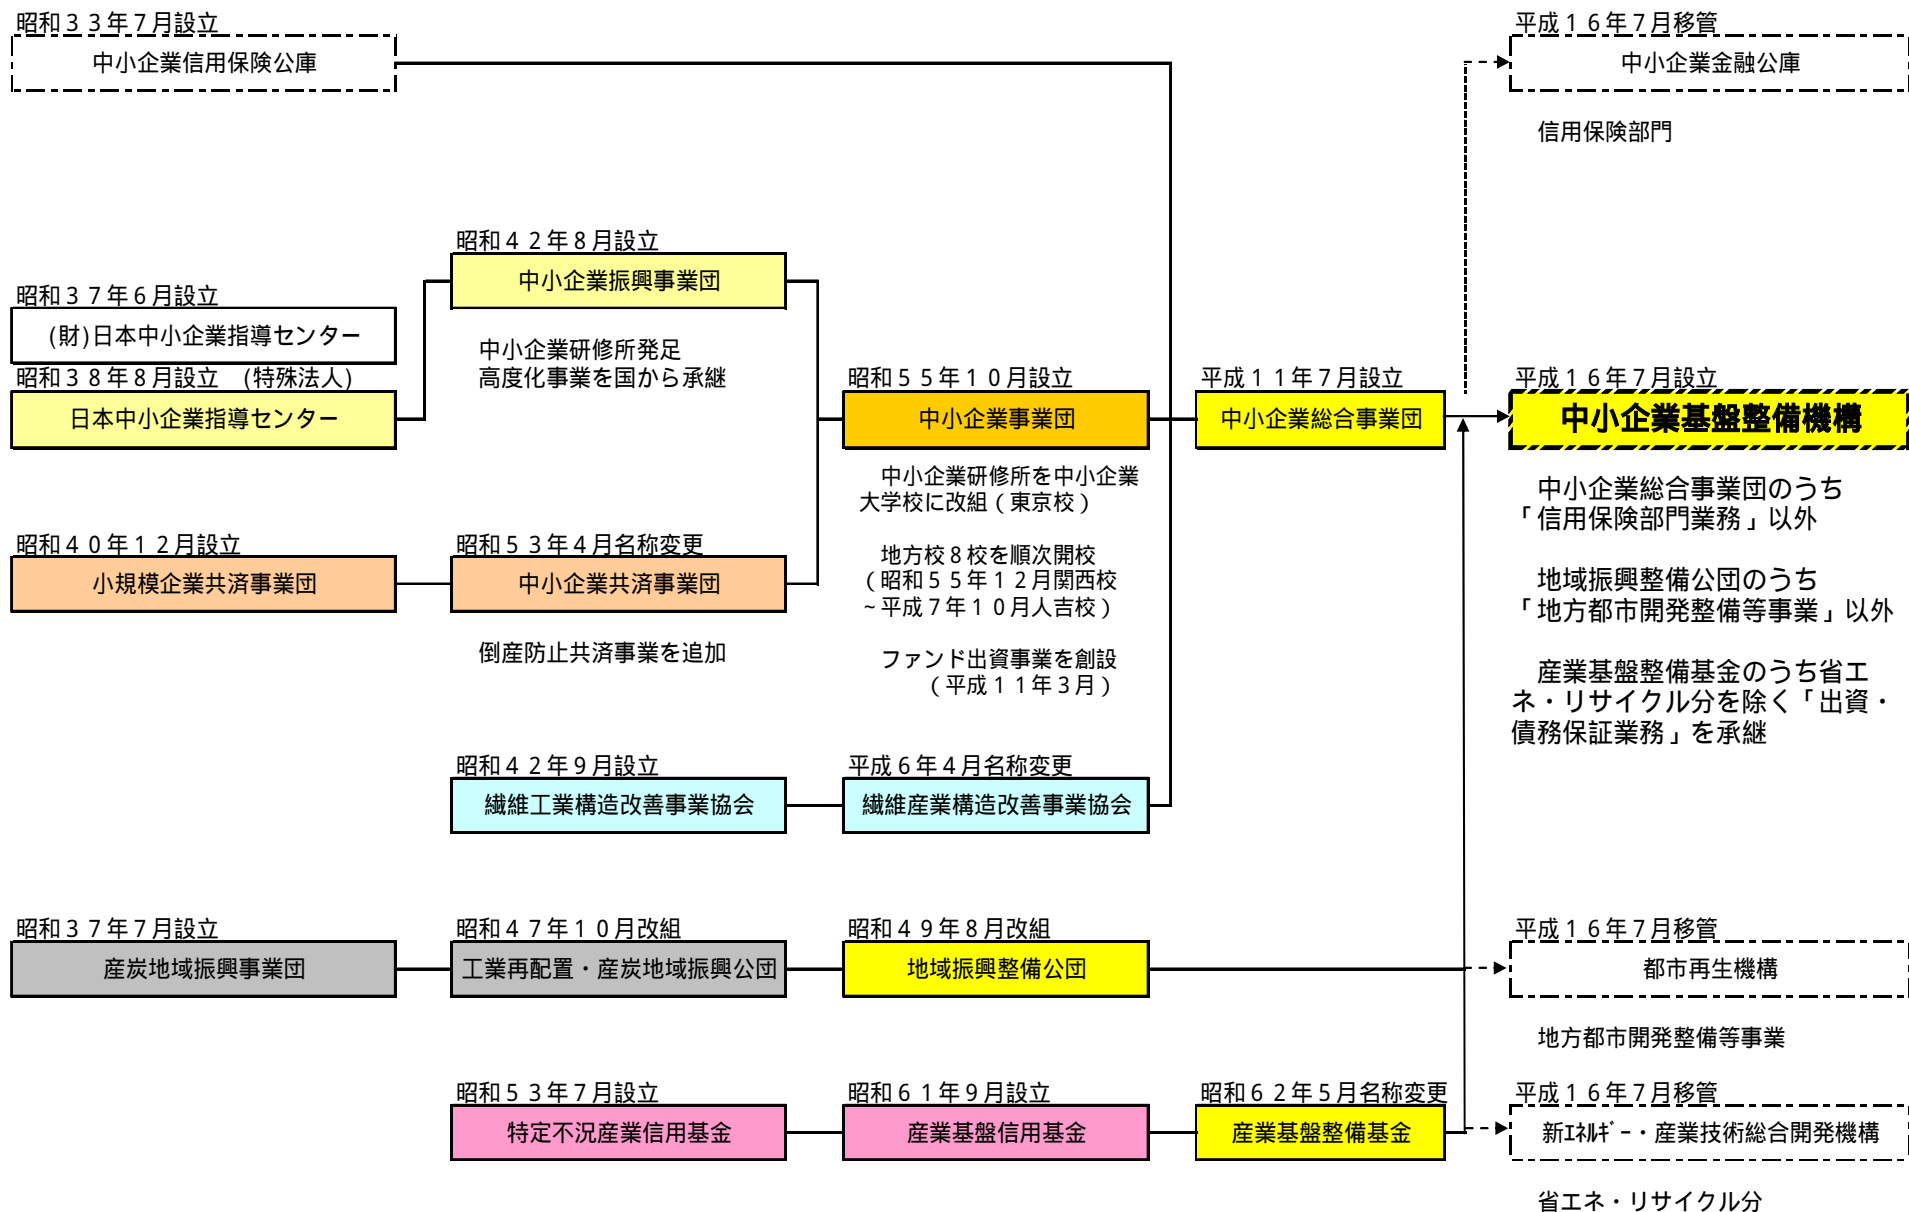 昭和３３年７月設立
中小企業信用保険公庫
平成１６年７月移管
中小企業金融公庫
信用保険部門
昭和４２年８月設立
中小企業振興事業団
中小企業研修所発足
高度化事業を国から承継
昭和３７年６月設立
(財)日本中小企業指導センター
昭和３８年８月設立　(特殊法人)
日本中小企業指導センター
昭和５５年１０月設立
中小企業事業団
中小企業研修所を中小企業
大学校に改組（東京校）
地方校８校を順次開校
（昭和５５年１２月関西校
～平成７年１０月人吉校）
ファンド出資事業を創設
（平成１１年３月）
平成１１年７月設立
中小企業総合事業団
平成１６年７月設立
中小企業基盤整備機構
中小企業総合事業団のうち
「信用保険部門業務」以外
地域振興整備公団のうち
「地方都市開発整備等事業」以外
産業基盤整備基金のうち省エ
ネ・リサイクル分を除く「出資・
債務保証業務」を承継
昭和４０年１２月設立
小規模企業共済事業団
昭和５３年４月名称変更
中小企業共済事業団
倒産防止共済事業を追加
昭和４２年９月設立
繊維工業構造改善事業協会
平成６年４月名称変更
繊維産業構造改善事業協会
昭和３７年７月設立
産炭地域振興事業団
昭和４７年１０月改組
工業再配置・産炭地域振興公団
昭和４９年８月改組
地域振興整備公団
平成１６年７月移管
都市再生機構
地方都市開発整備等事業
昭和５３年７月設立
特定不況産業信用基金
昭和６１年９月設立
産業基盤信用基金
昭和６２年５月名称変更
産業基盤整備基金
平成１６年７月移管
新ｴﾈﾙｷﾞｰ・産業技術総合開発機構
省エネ・リサイクル分